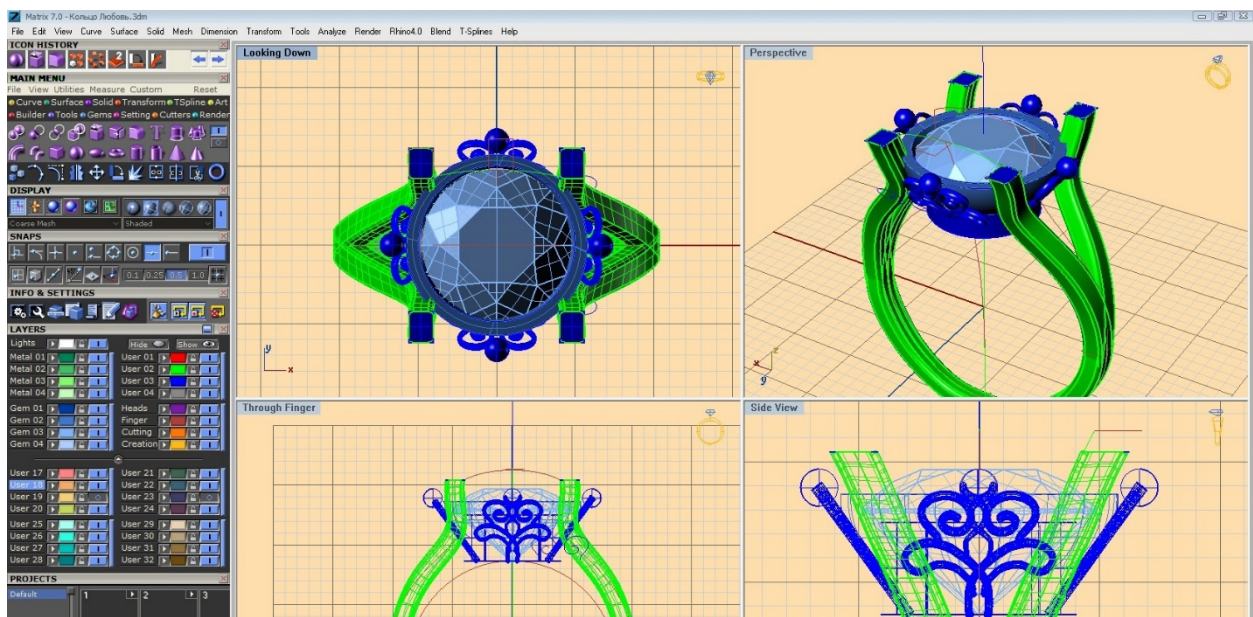 Matrix 7.0 - Кольцо Любовь.3dm
File Edit View Curve Surface Solid Mesh Dimension Transform Tools Analyze Render Rhino4.0 Blend T-Splines Help
ICON HISTORY
MAIN MENU
File View Utilities Measure Custom Reset
Curve Surface Solid Transform TSpline Art
Builder Tools Gems Setting Cutters Render
DISPLAY
Coarse Mesh Shaded
SNAPS
0.1 0.25 0.5 1.0
INFO & SETTINGS
LAYERS
Lights Hide Show
Metal 01 User 01
Metal 02 User 02
Metal 03 User 03
Metal 04 User 04
Gem 01 Heads
Gem 02 Finger
Gem 03 Cutting
Gem 04 Creation
User 17 User 21
User 18 User 22
User 19 User 23
User 20 User 24
User 25 User 29
User 26 User 30
User 27 User 31
User 28 User 32
PROJECTS
Default 1 2 3
Looking Down
y
x
Perspective
x z
y
Through Finger
Side View